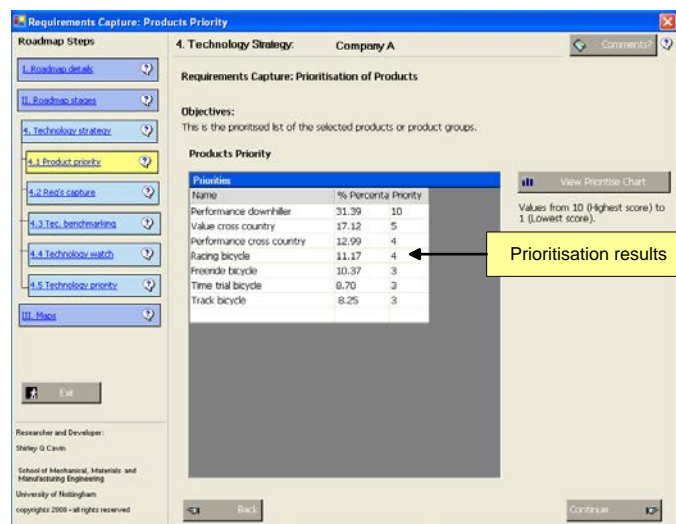 Requirements Capture: Products Priority
Roadmap Steps
I. Roadmap details
II. Roadmap stages
4. Technology strategy
4.1 Product priority
4.2 Req's capture
4.3 Tec. benchmarking
4.4 Technology watch
4.5 Technology priority
III. Maps
Exit
Researcher and Developer:
Shirley G Cavin
School of Mechanical, Materials and
Manufacturing Engineering
University of Nottingham
copyrights 2008 - all rights reserved
4. Technology Strategy: Company A
Comments?
Requirements Capture: Prioritisation of Products
Objectives:
This is the prioritised list of the selected products or product groups.
Products Priority
Priorities
Name % Percenta Priority
Performance downhiller 31.39 10
Value cross country 17.12 5
Performance cross country 12.99 4
Racing bicycle 11.17 4
Freeride bicycle 10.37 3
Time trial bicycle 8.70 3
Track bicycle 8.25 3
View Prioritise Chart
Values from 10 (Highest score) to
1 (Lowest score).
Prioritisation results
Back
Continue